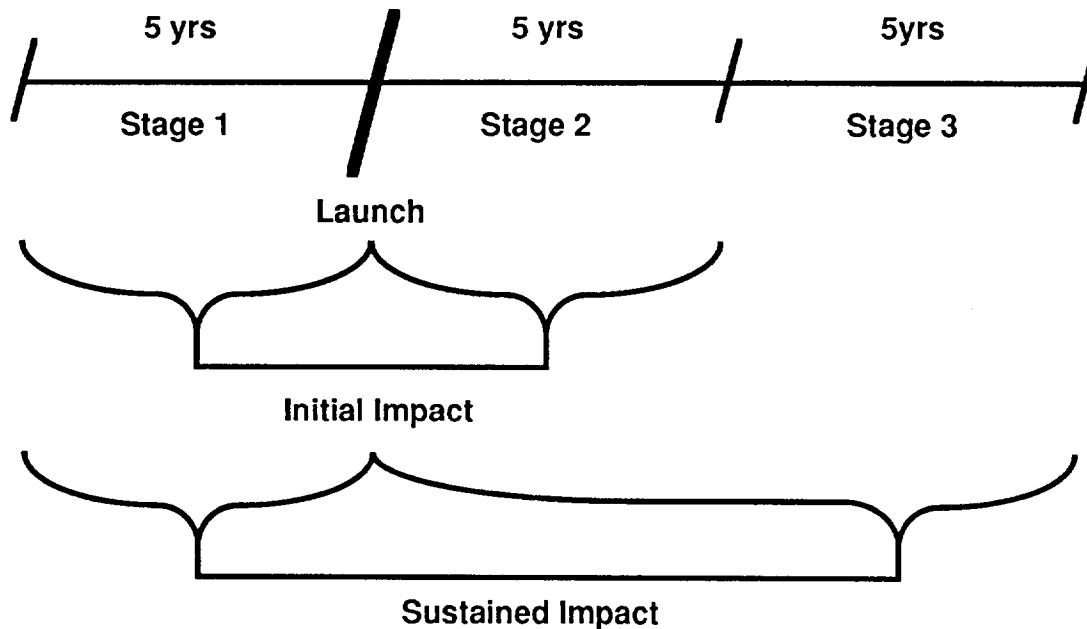 5 yrs 5 yrs 5yrs
Stage 1 Stage 2 Stage 3
Launch
Initial Impact
Sustained Impact